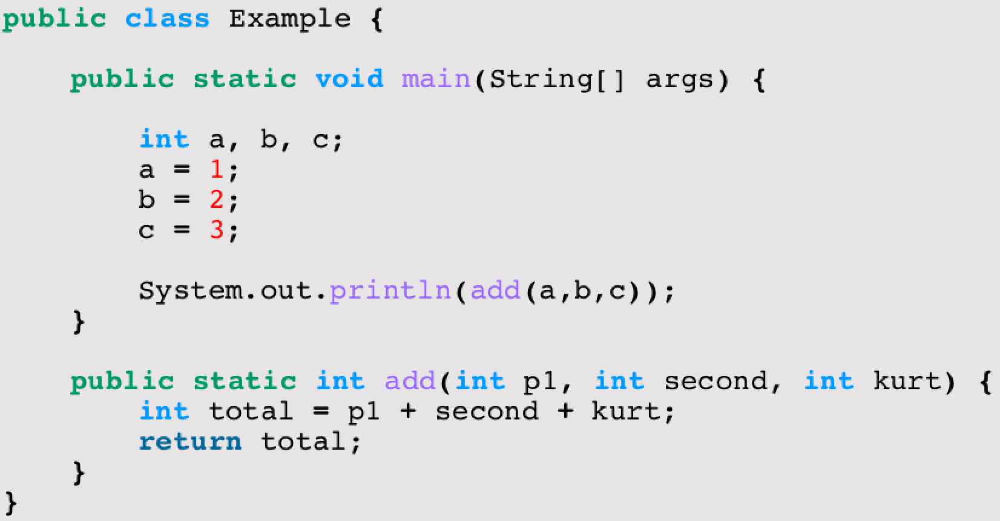 public class Example {
public static void main(String[] args) {
int a, b, c;
a = 1;
b = 2;
c = 3;
System.out.println(add(a,b,c));
}
public static int add(int p1, int second, int kurt) {
int total = p1 + second + kurt;
return total;
}
}